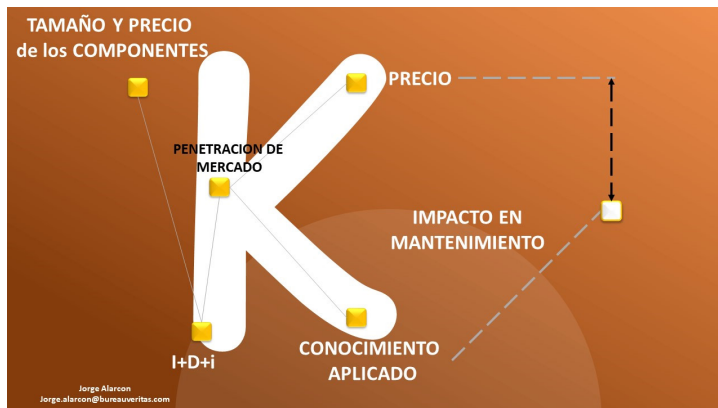 TAMAÑO Y PRECIO
de los COMPONENTES
PRECIO
PENETRACION DE
MERCADO
IMPACTO EN
MANTENIMIENTO
I+D+i
CONOCIMIENTO
APLICADO
Jorge Alarcon
Jorge.alarcon@bureauveritas.com